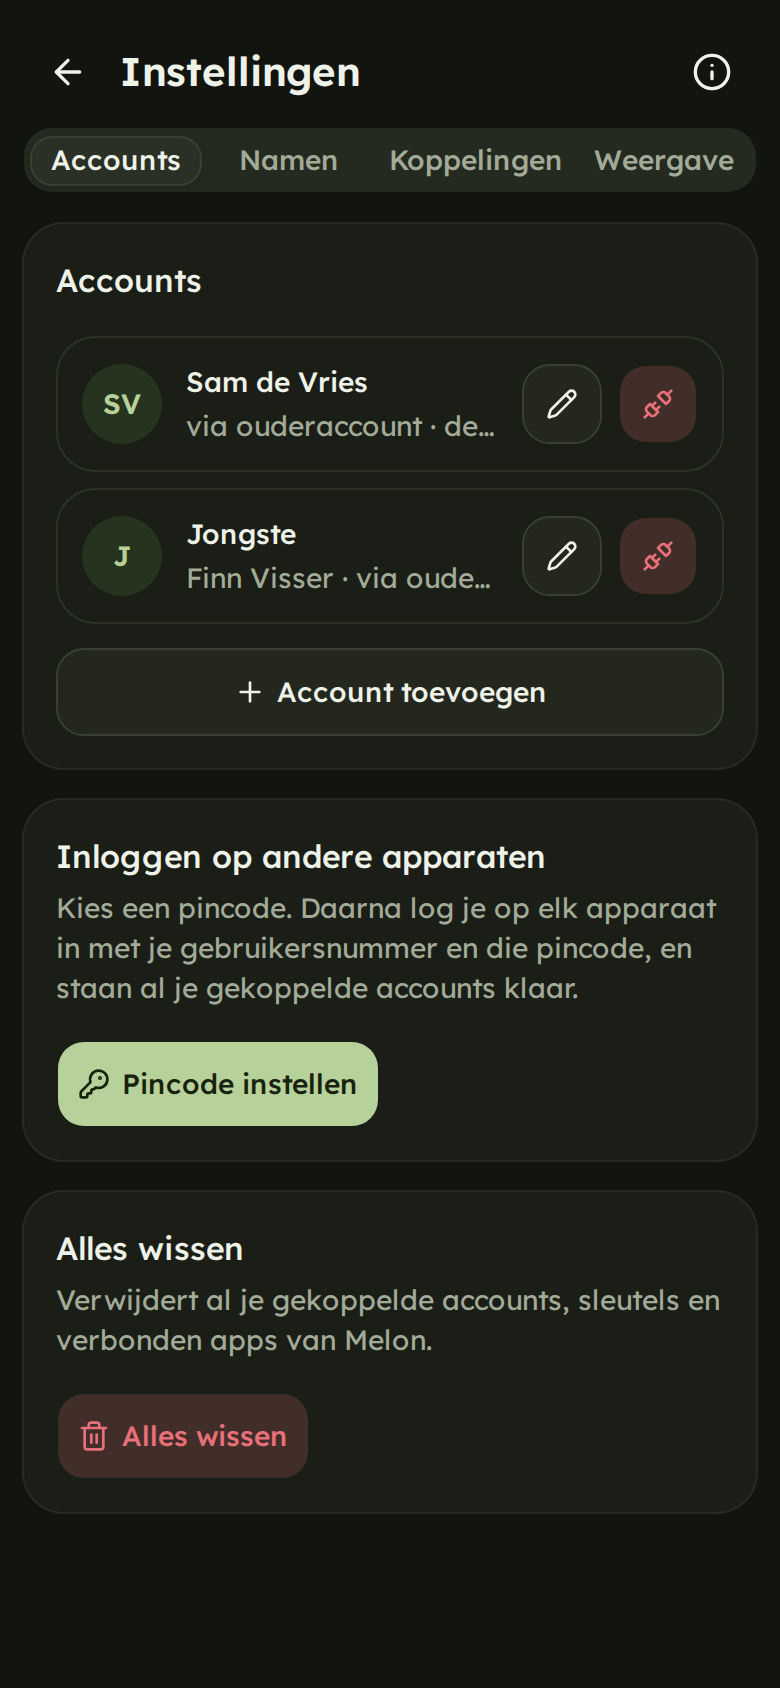 Instellingen
Accounts Namen Koppelingen Weergave
Accounts
SV
Sam de Vries
via ouderaccount · de...
J
Jongste
Finn Visser · via oude...
Account toevoegen
Inloggen op andere apparaten
Kies een pincode. Daarna log je op elk apparaat
in met je gebruikersnummer en die pincode, en
staan al je gekoppelde accounts klaar.
Pincode instellen
Alles wissen
Verwijdert al je gekoppelde accounts, sleutels en
verbonden apps van Melon.
Alles wissen